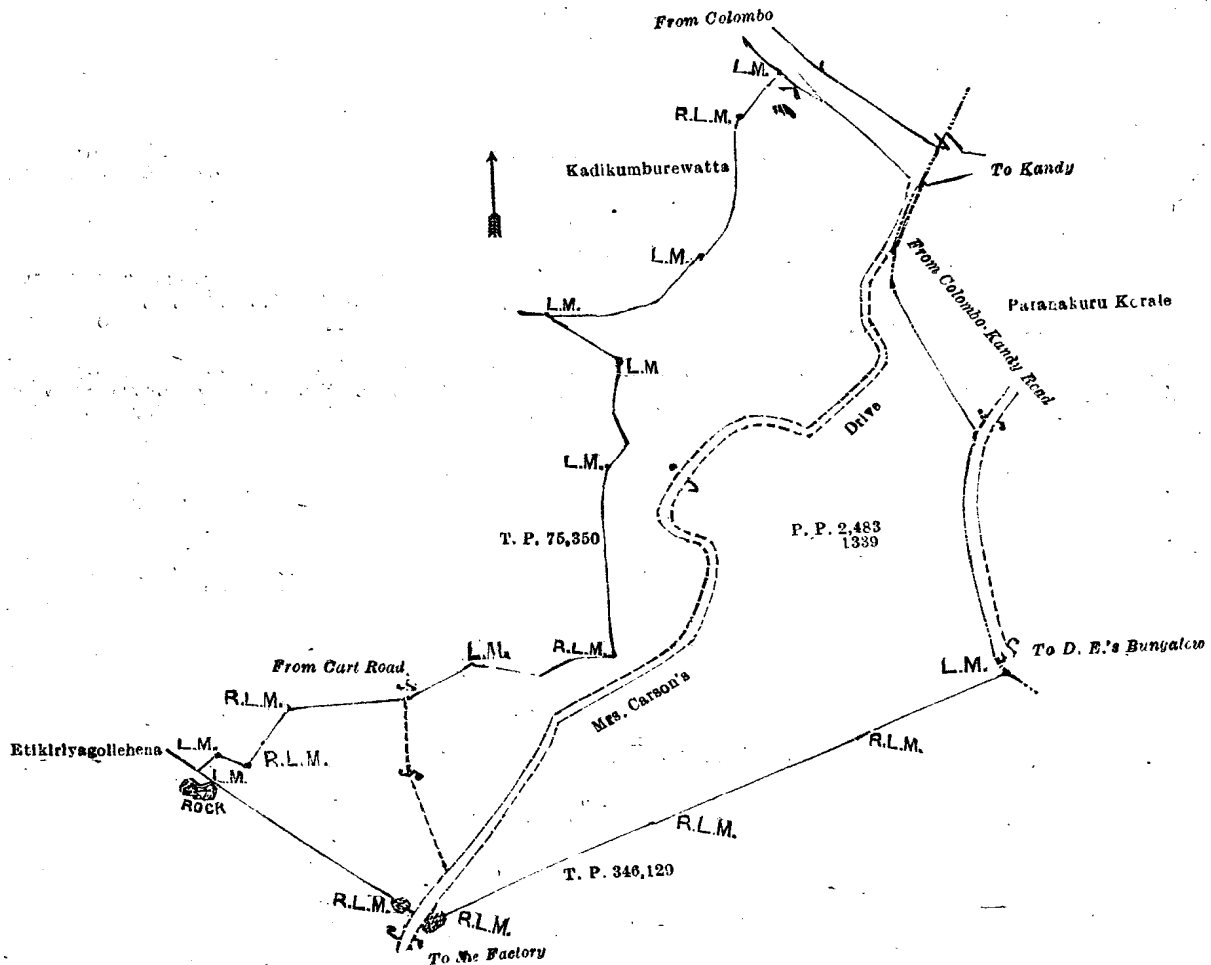 From Colombo
L.M.
R.L.M.
Kadikumburewatta
To Kandy
L.M.
From Colombo-Kandy Road
L.M.
Paranakuru Korale
L.M
Drive
L.M.
T. P. 75,350
P. P. 2,483
1339
L.M.
R.L.M.
To D. E.'s Bungalow
From Cart Road
L.M.
R.L.M.
Mrs. Carson's
Etikiriyagollehena
L.M.
R.L.M.
R.L.M.
L.M.
ROCK
R.L.M.
T. P. 346,129
R.L.M.
R.L.M.
To the Factory